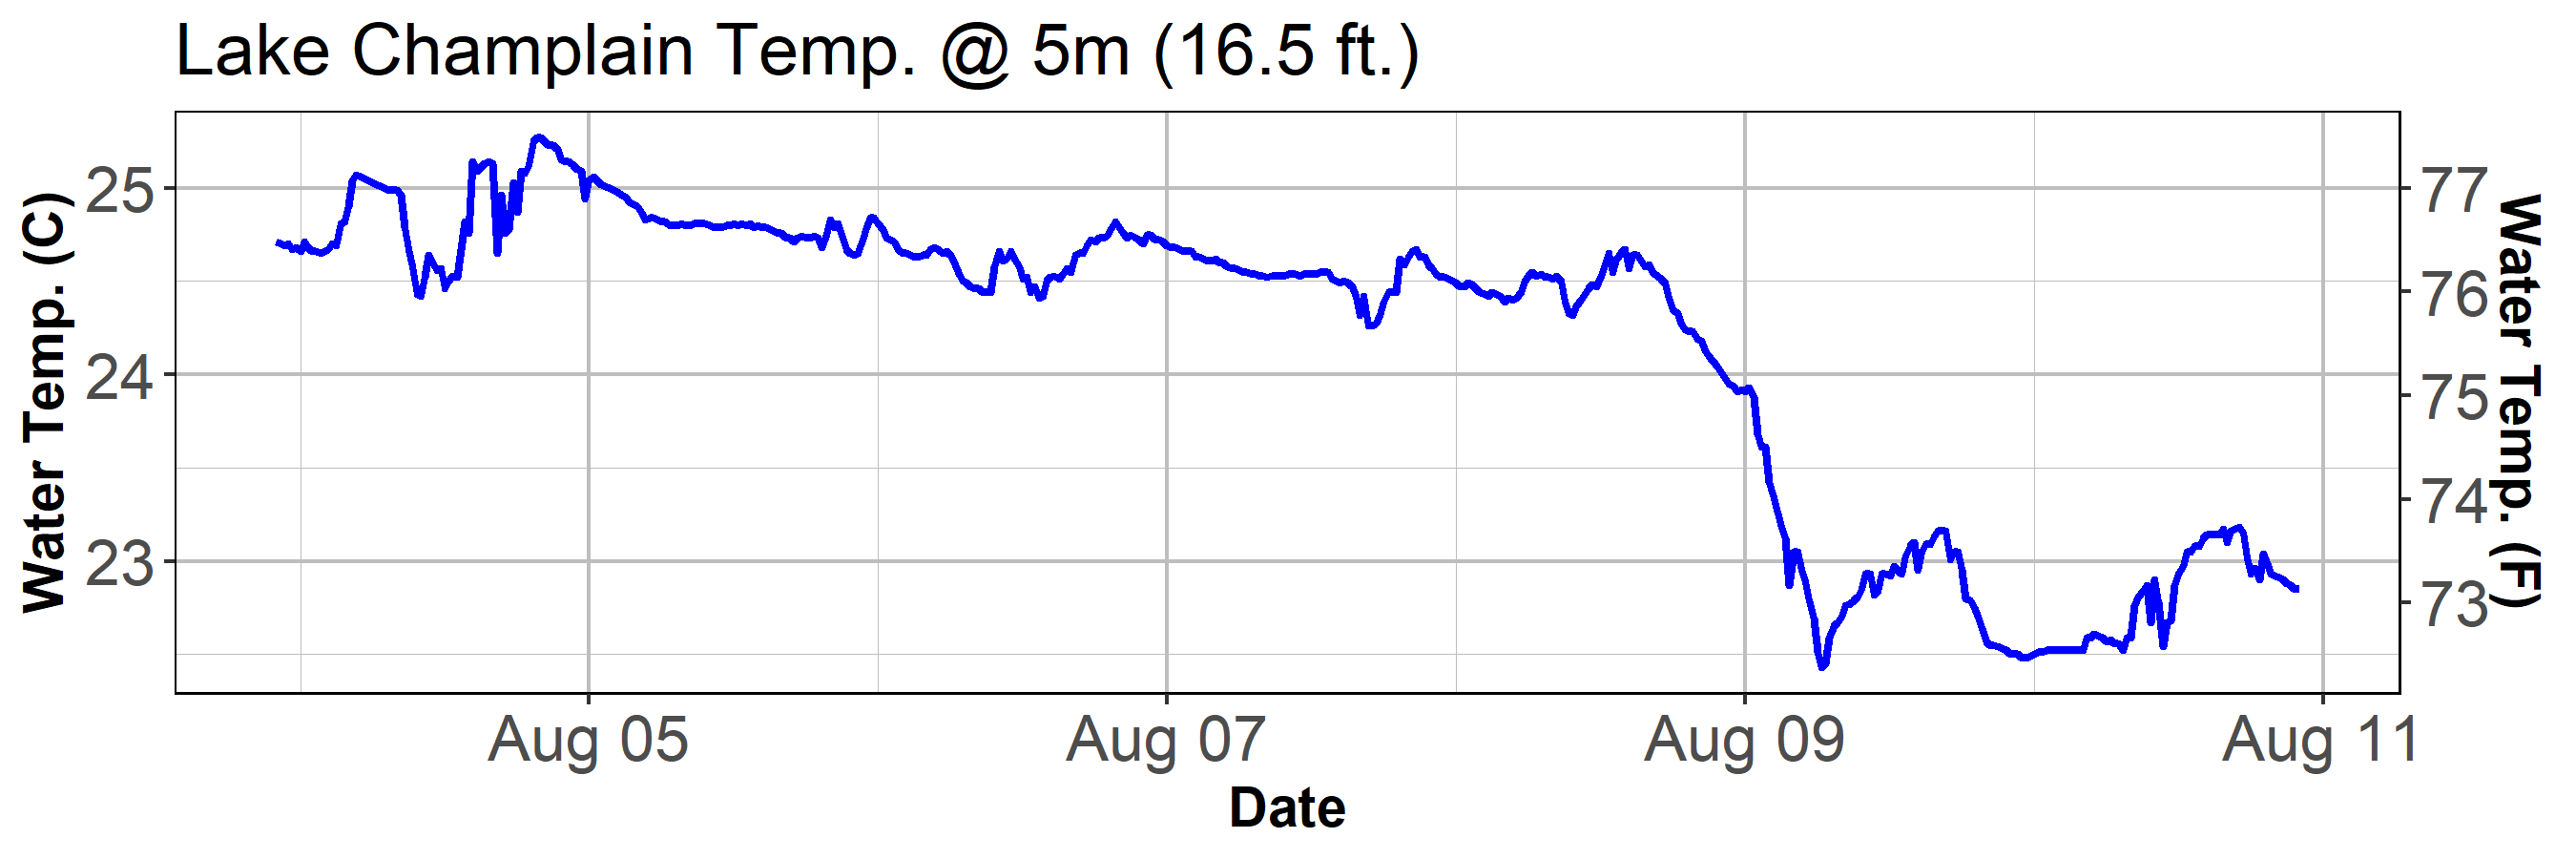 Lake Champlain Temp. @ 5m (16.5 ft.)
Water Temp. (C)
25
24
23
77
76
75
74
73
Water Temp. (F)
Aug 05
Aug 07
Aug 09
Aug 11
Date